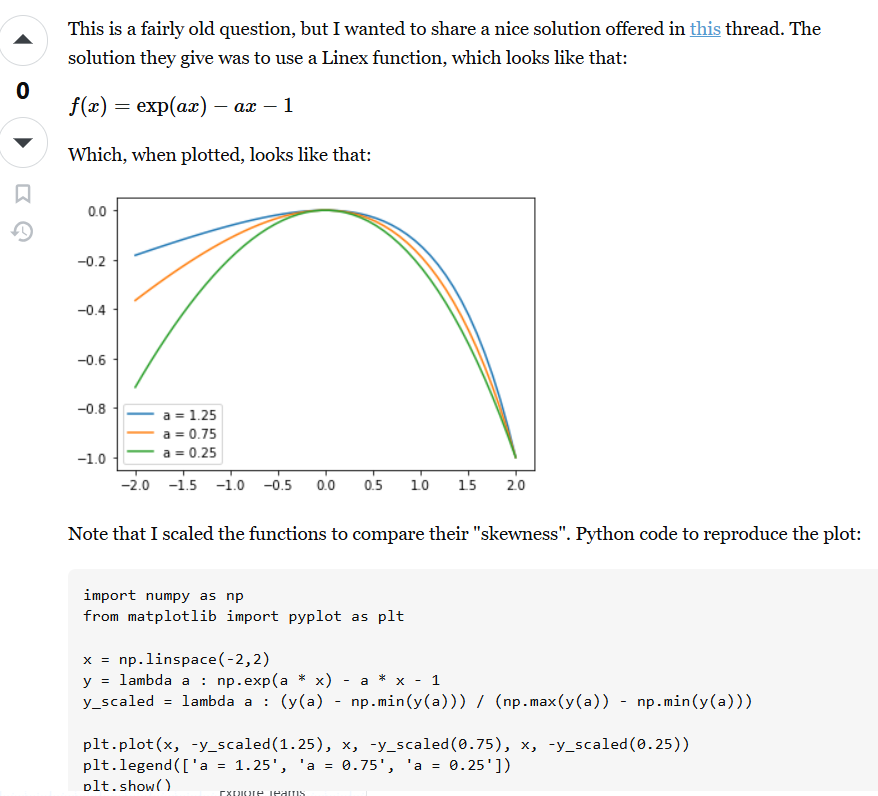 This is a fairly old question, but I wanted to share a nice solution offered in this thread. The
solution they give was to use a Linex function, which looks like that:
0
f(x) = exp(ax) − ax − 1
Which, when plotted, looks like that:
0.0
−0.2
−0.4
−0.6
−0.8
−1.0
a = 1.25
a = 0.75
a = 0.25
−2.0 −1.5 −1.0 −0.5 0.0 0.5 1.0 1.5 2.0
Note that I scaled the functions to compare their "skewness". Python code to reproduce the plot:
import numpy as np
from matplotlib import pyplot as plt
x = np.linspace(-2,2)
y = lambda a : np.exp(a * x) - a * x - 1
y_scaled = lambda a : (y(a) - np.min(y(a))) / (np.max(y(a)) - np.min(y(a)))
plt.plot(x, -y_scaled(1.25), x, -y_scaled(0.75), x, -y_scaled(0.25))
plt.legend(['a = 1.25', 'a = 0.75', 'a = 0.25'])
plt.show()
Explore Teams